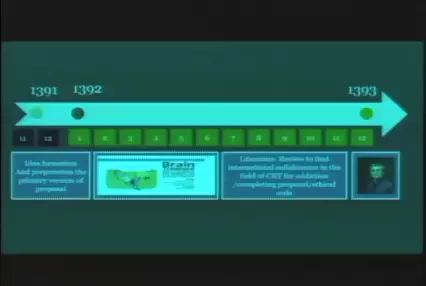 1391
1392
1393
11 12 1 2 3 4 5 6 7 8 9 10 11 12
Idea formation
And preparation the
primary version of
proposal
Brain
Literature Review to find
international collaborator in the
field of CRT for addiction
/completing proposal/ethical
code